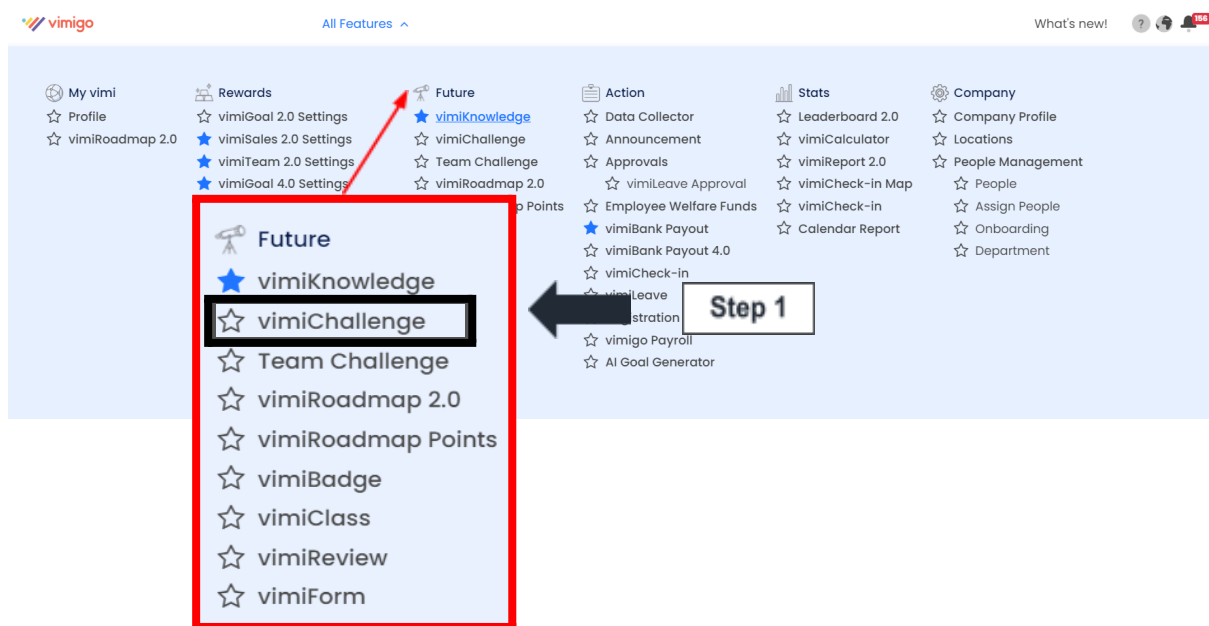 vimigo
All Features
What's new!
?
156
My vimi
Profile
vimiRoadmap 2.0
Rewards
vimiGoal 2.0 Settings
vimiSales 2.0 Settings
vimiTeam 2.0 Settings
vimiGoal 4.0 Settings
Future
vimiKnowledge
vimiChallenge
Team Challenge
vimiRoadmap 2.0
Points
Action
Data Collector
Announcement
Approvals
vimiLeave Approval
Employee Welfare Funds
vimiBank Payout
vimiBank Payout 4.0
vimiCheck-in
vimiLeave
vimigo Payroll
AI Goal Generator
Stats
Leaderboard 2.0
vimiCalculator
vimiReport 2.0
vimiCheck-in Map
vimiCheck-in
Calendar Report
Company
Company Profile
Locations
People Management
People
Assign People
Onboarding
Department
Future
vimiKnowledge
vimiChallenge
Team Challenge
vimiRoadmap 2.0
vimiRoadmap Points
vimiBadge
vimiClass
vimiReview
vimiForm
Step 1